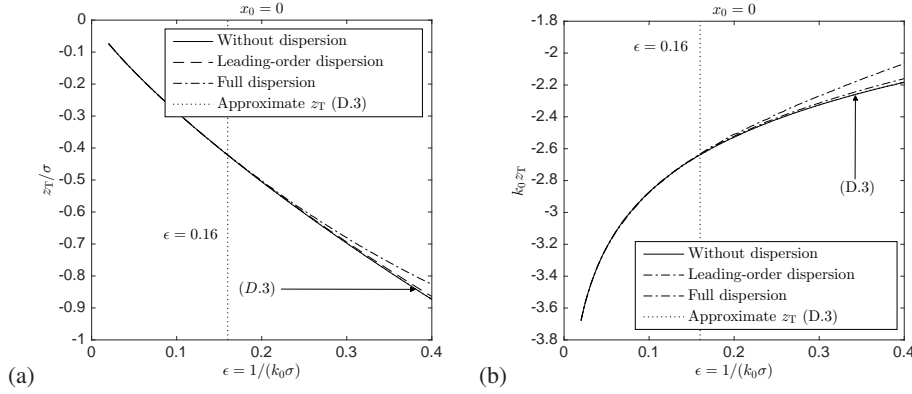 x₀ = 0
0
-0.1
-0.2
-0.3
-0.4
-0.5
-0.6
-0.7
-0.8
-0.9
-1
z_T/σ
Without dispersion
Leading-order dispersion
Full dispersion
Approximate z_T (D.3)
ϵ = 0.16
(D.3)
0 0.1 0.2 0.3 0.4
ϵ = 1/(k₀σ)
(a)
x₀ = 0
-1.8
-2
-2.2
-2.4
-2.6
-2.8
-3
-3.2
-3.4
-3.6
-3.8
k₀z_T
ϵ = 0.16
(D.3)
Without dispersion
Leading-order dispersion
Full dispersion
Approximate z_T (D.3)
0 0.1 0.2 0.3 0.4
ϵ = 1/(k₀σ)
(b)